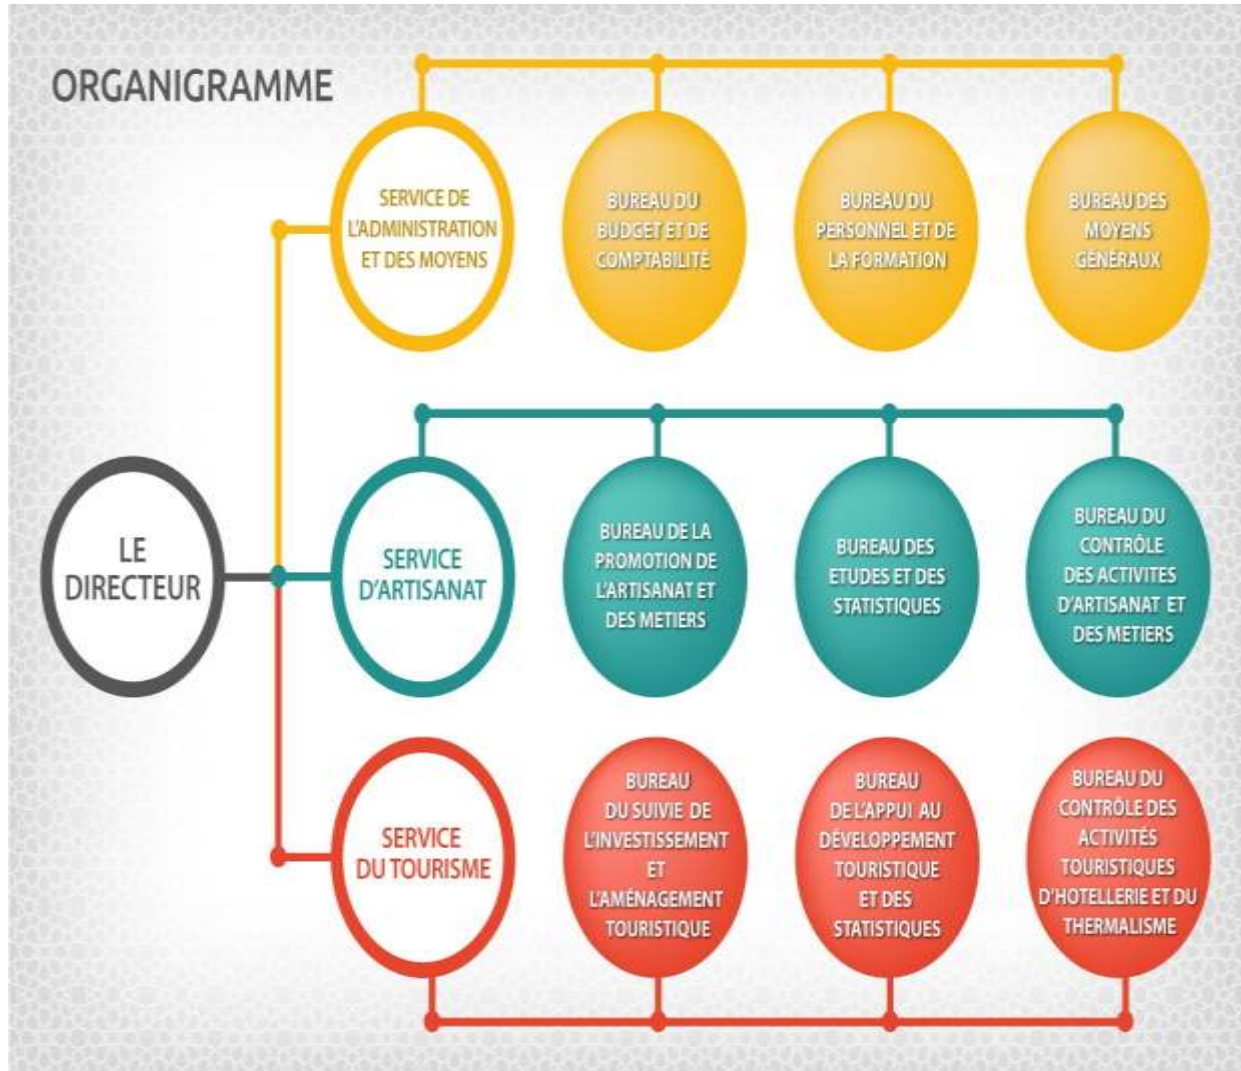 ORGANIGRAMME
SERVICE DE
L'ADMINISTRATION
ET DES MOYENS
BUREAU DU
BUDGET ET DE
COMPTABILITÉ
BUREAU DU
PERSONNEL ET DE
LA FORMATION
BUREAU DES
MOYENS
GÉNÉRAUX
LE
DIRECTEUR
SERVICE
D'ARTISANAT
BUREAU DE LA
PROMOTION DE
L'ARTISANAT ET
DES METIERS
BUREAU DES
ETUDES ET DES
STATISTIQUES
BUREAU DU
CONTRÔLE
DES ACTIVITES
D'ARTISANAT ET
DES METIERS
SERVICE
DU TOURISME
BUREAU
DU SUIVIE DE
L'INVESTISSEMENT
ET
L'AMÉNAGEMENT
TOURISTIQUE
BUREAU
DE L'APPUI AU
DÉVELOPPEMENT
TOURISTIQUE
ET DES
STATISTIQUES
BUREAU DU
CONTRÔLE DES
ACTIVITÉS
TOURISTIQUES
D'HOTELLERIE ET DU
THERMALISME